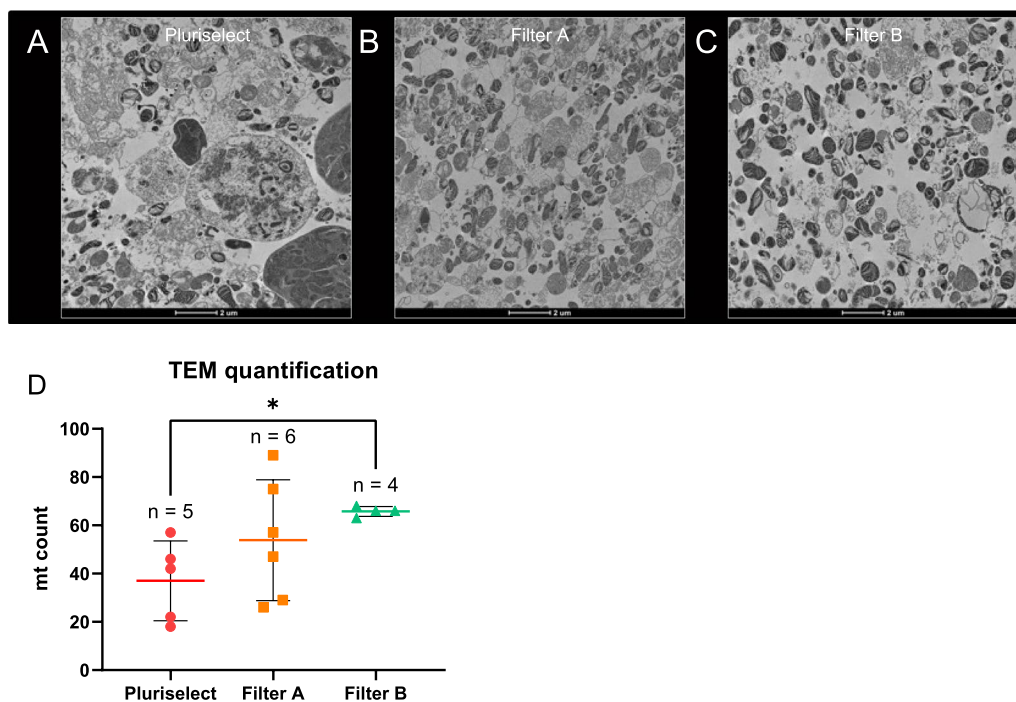 A Pluriselect B Filter A C Filter B
2 um 2 um 2 um
D TEM quantification
*
100
n = 6
80
n = 4
n = 5
60
mt count
40
20
0
Pluriselect Filter A Filter B